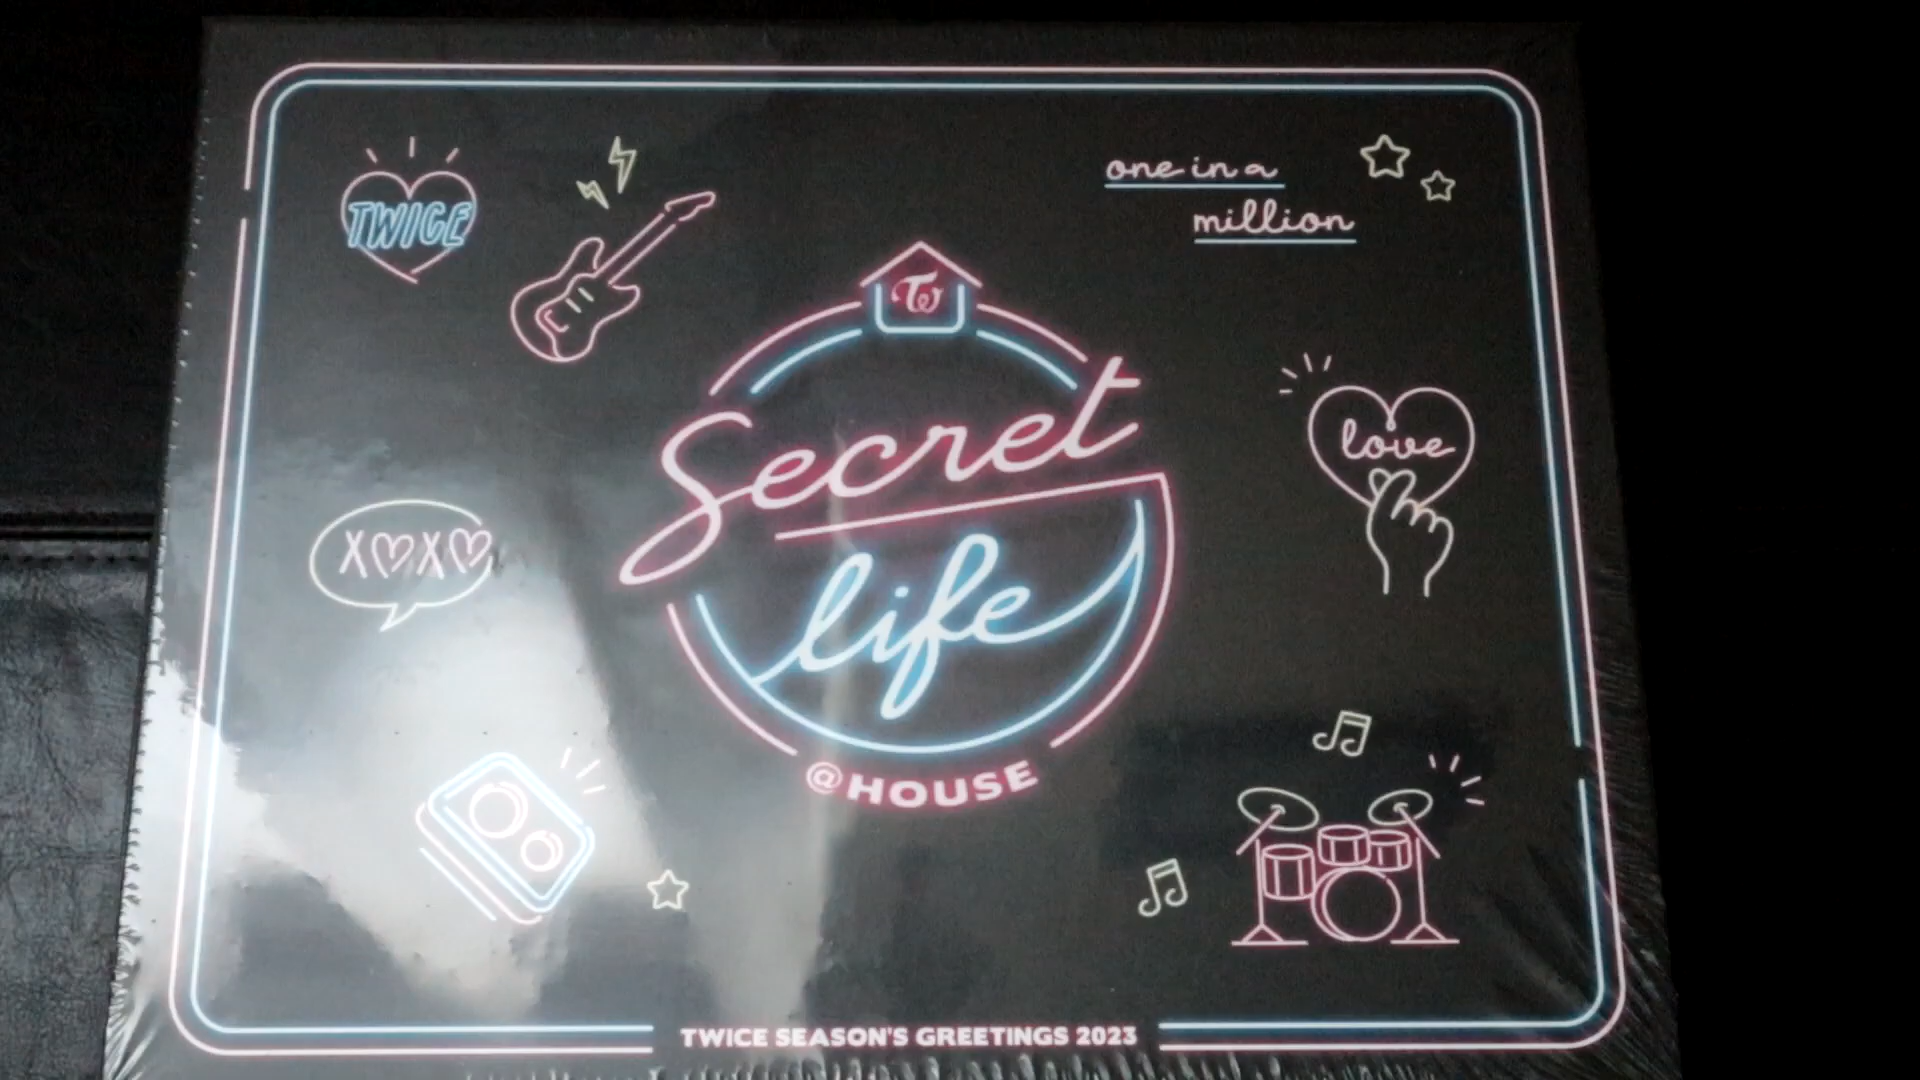 TWICE
one in a
million
TW
Secret
love
XOXO
life
@HOUSE
TWICE SEASON'S GREETINGS 2023